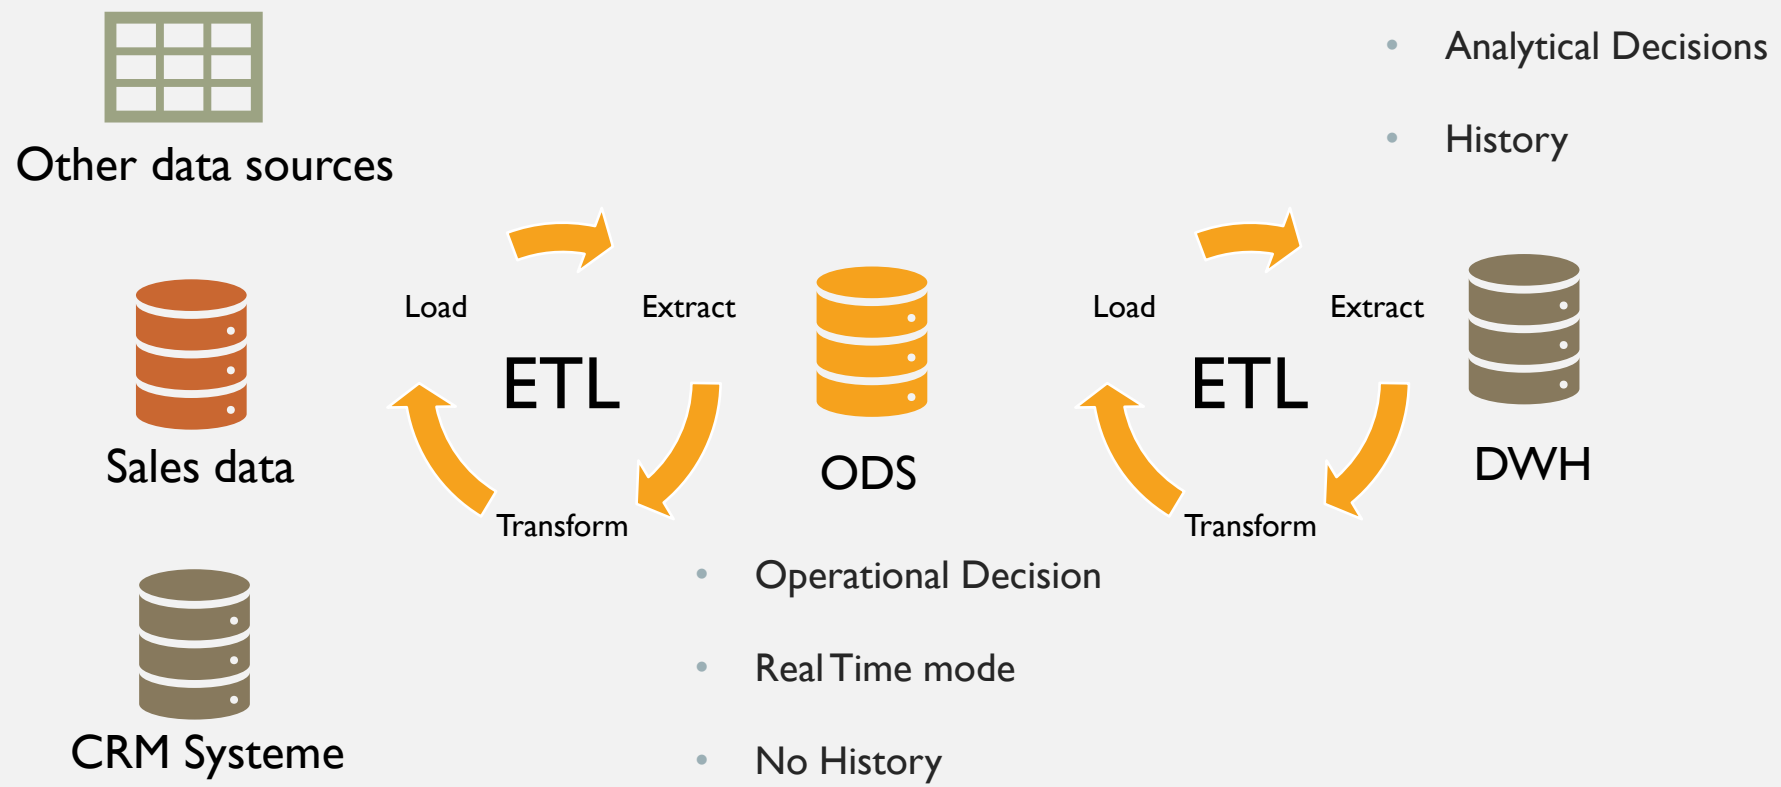 Other data sources
Sales data
CRM Systeme
Load
Extract
ETL
Transform
ODS
• Operational Decision
• Real Time mode
• No History
Load
Extract
ETL
Transform
• Analytical Decisions
• History
DWH